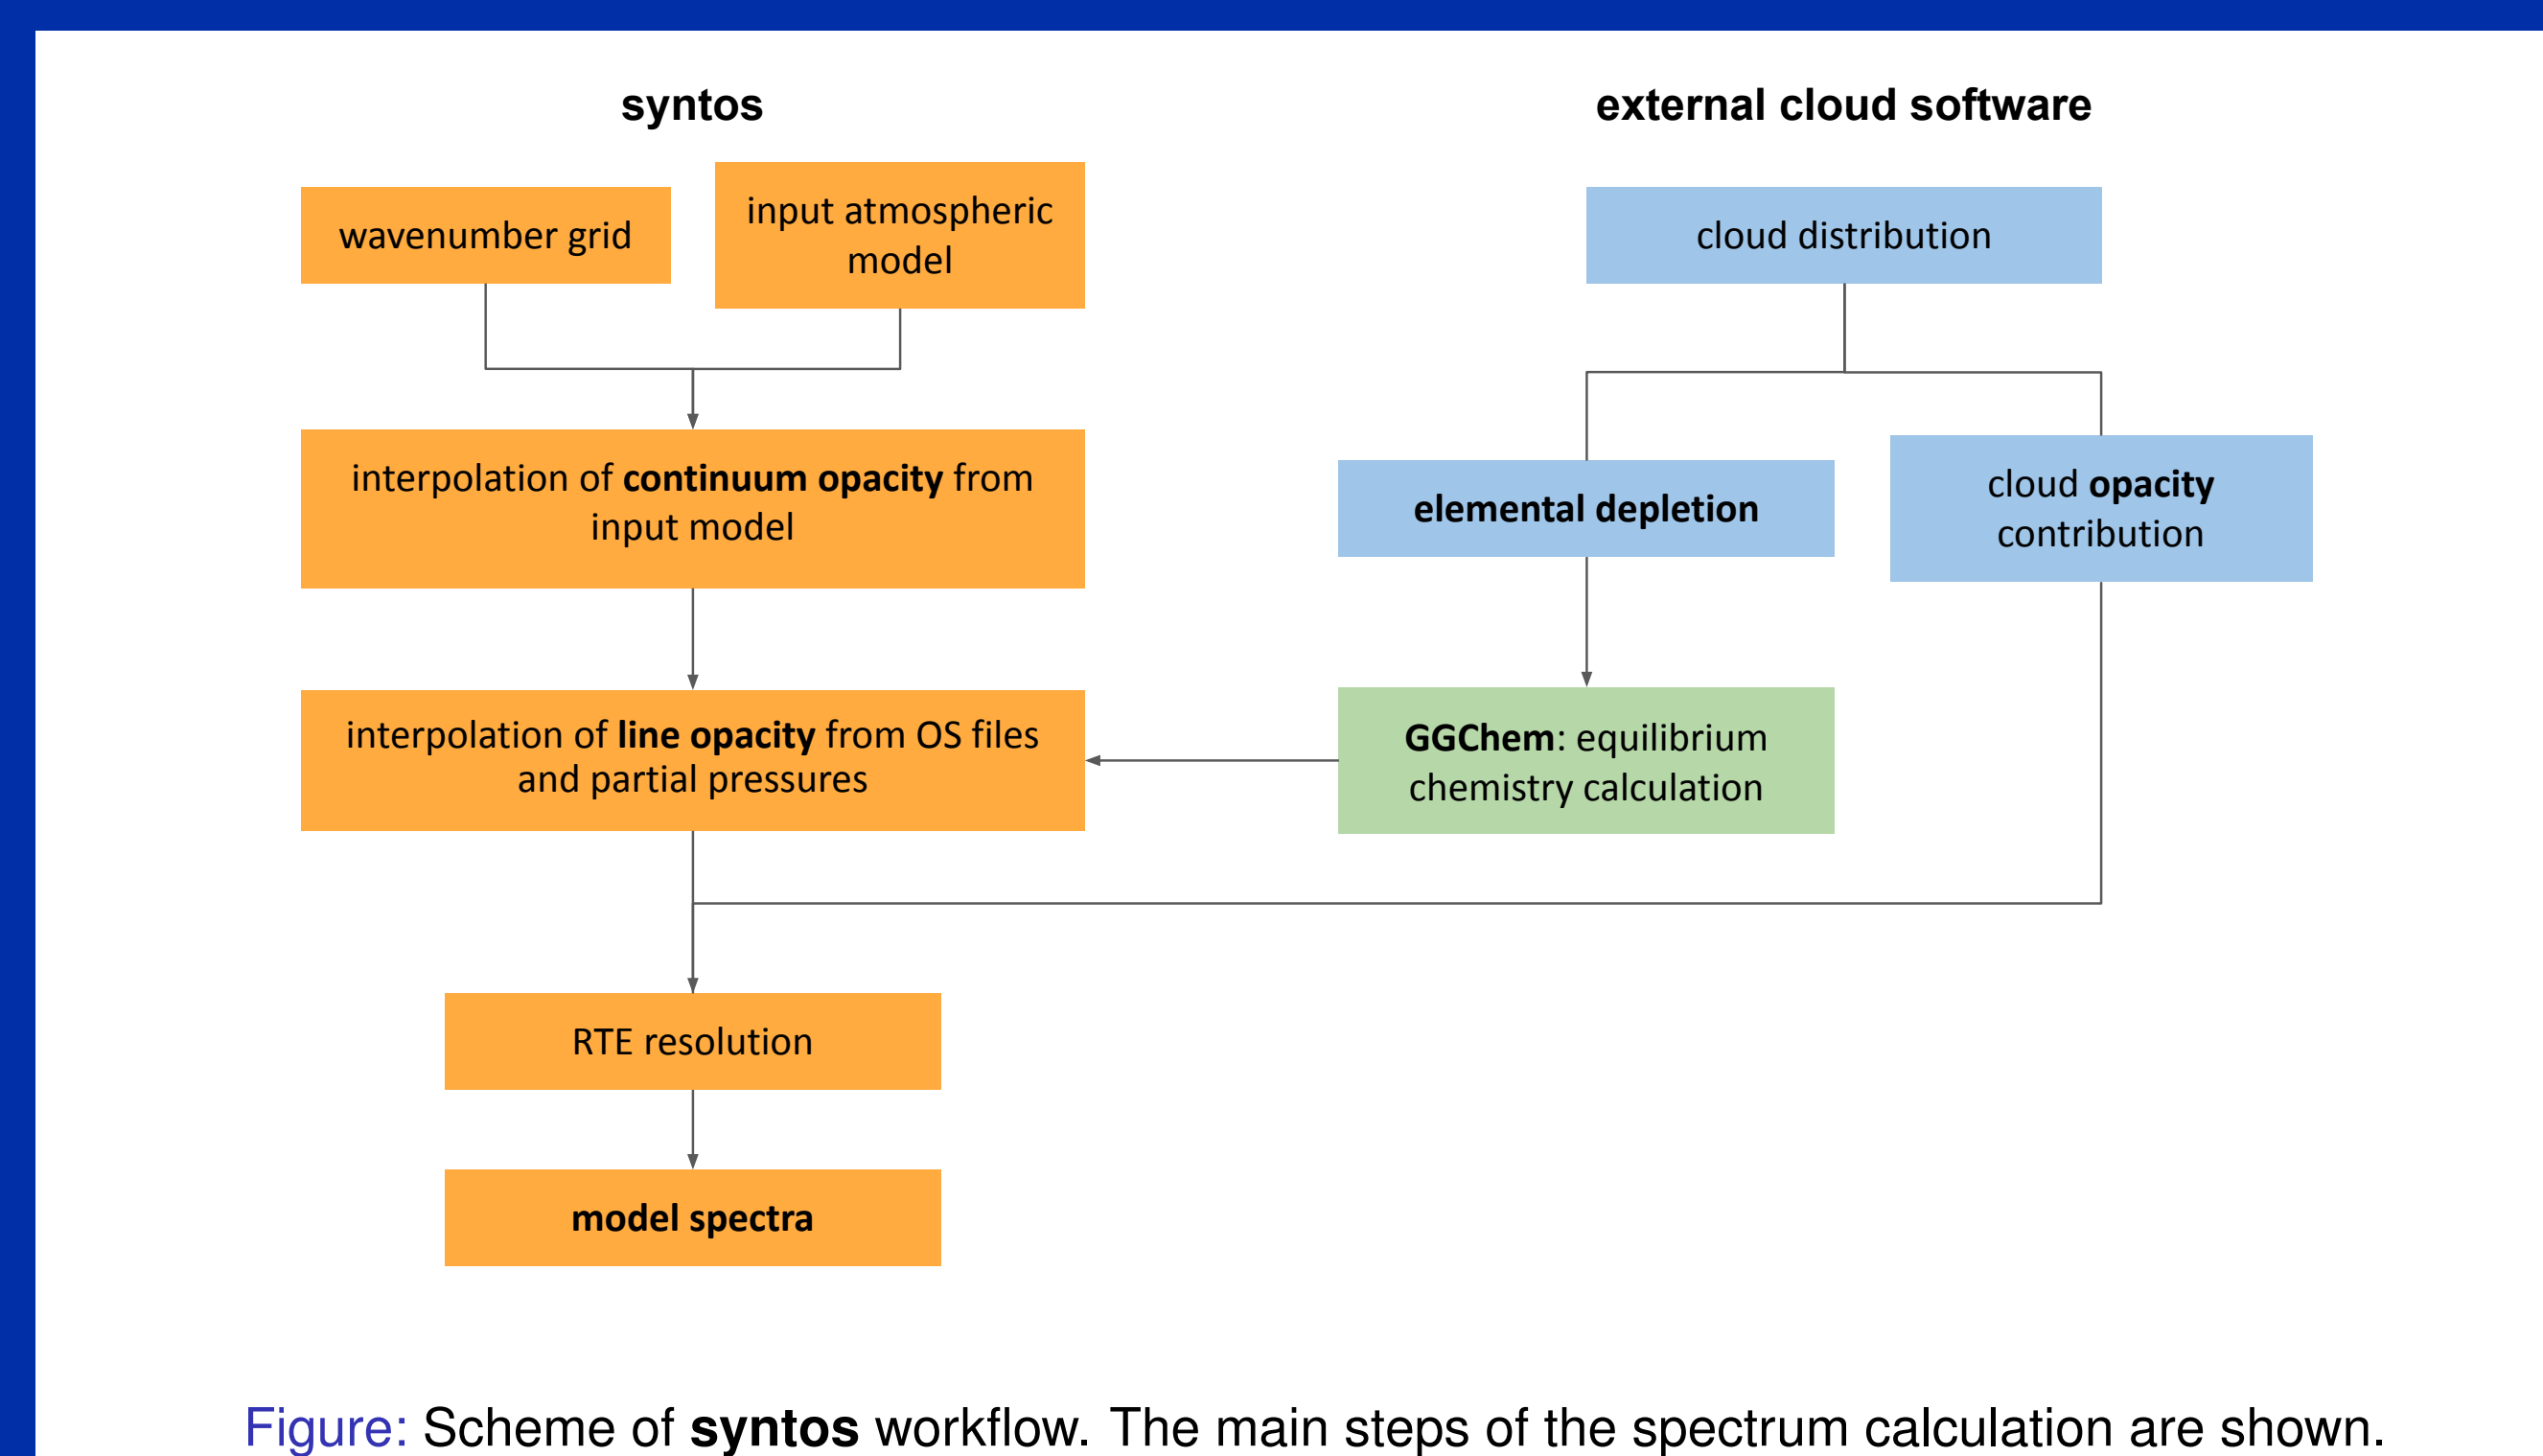 syntos
external cloud software
wavenumber grid
input atmospheric
model
cloud distribution
interpolation of continuum opacity from
input model
elemental depletion
cloud opacity
contribution
interpolation of line opacity from OS files
and partial pressures
GGChem: equilibrium
chemistry calculation
RTE resolution
model spectra
Figure: Scheme of syntos workflow. The main steps of the spectrum calculation are shown.